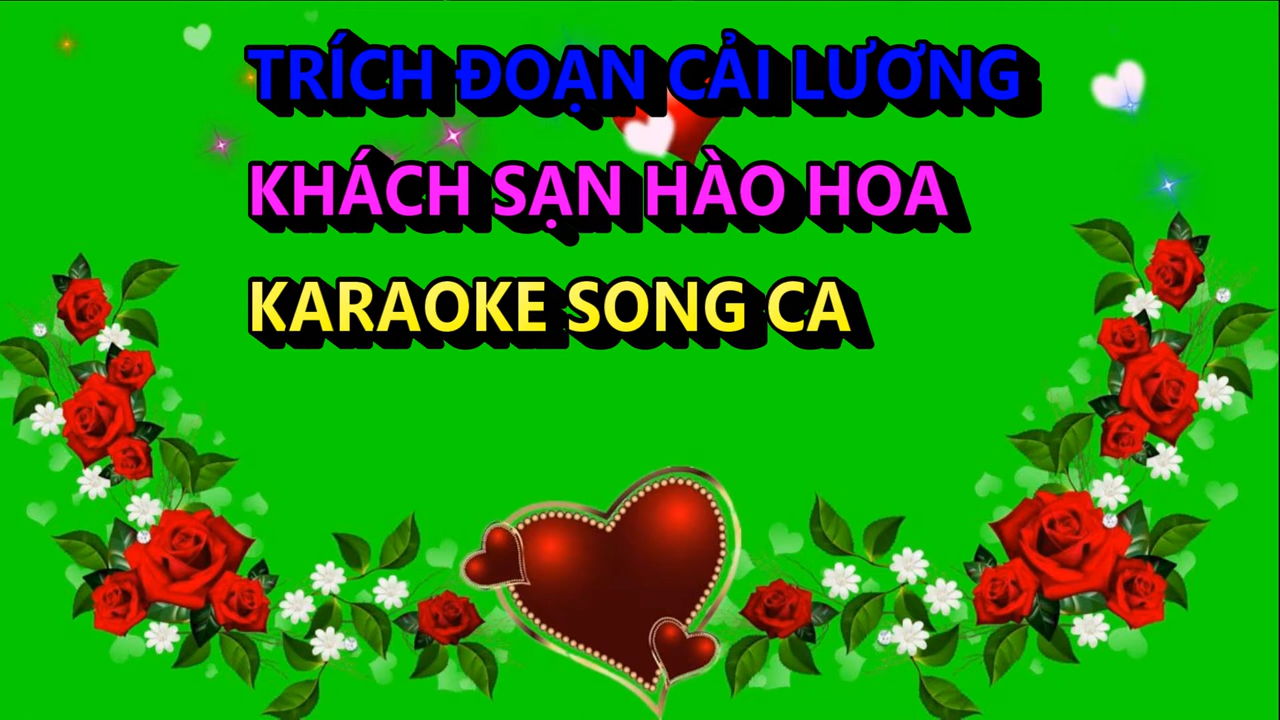 TRÍCH ĐOẠN CẢI LƯƠNG
KHÁCH SẠN HÀO HOA
KARAOKE SONG CA